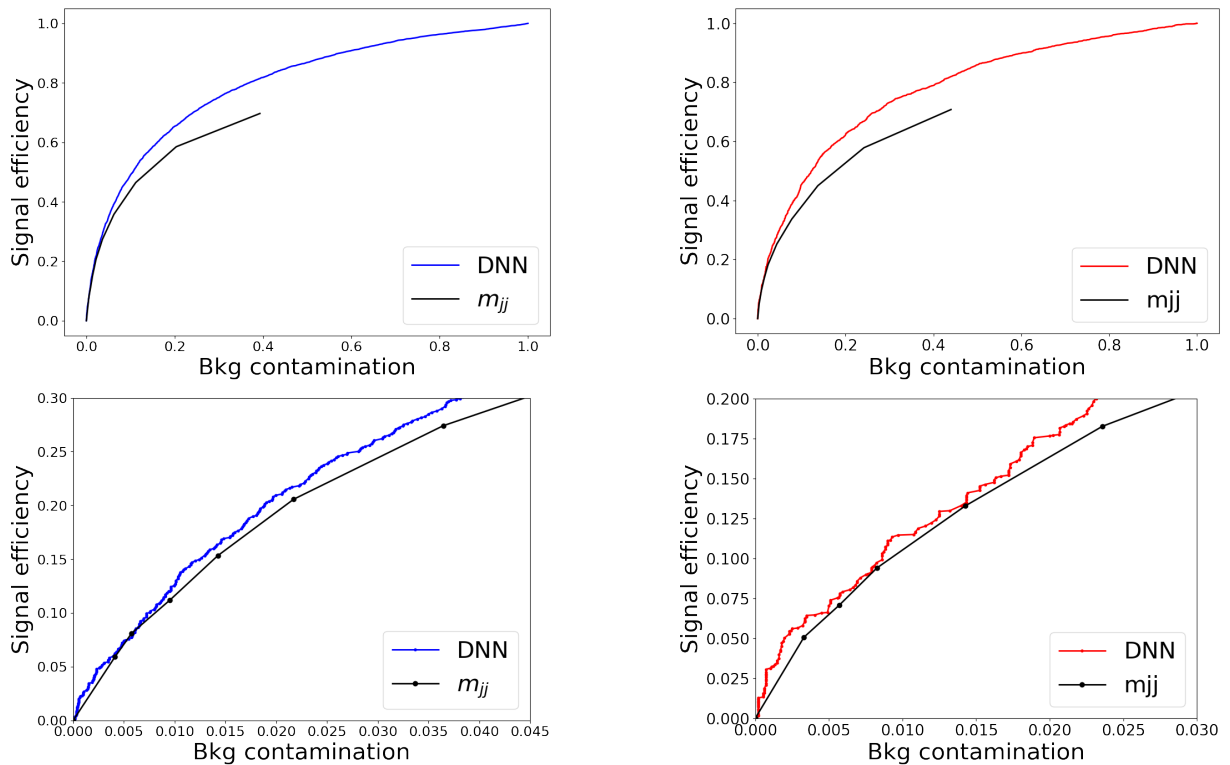 Signal efficiency
1.0
0.8
0.6
0.4
0.2
0.0
0.0 0.2 0.4 0.6 0.8 1.0
Bkg contamination
DNN
m_jj
Signal efficiency
1.0
0.8
0.6
0.4
0.2
0.0
0.0 0.2 0.4 0.6 0.8 1.0
Bkg contamination
DNN
mjj
Signal efficiency
0.30
0.25
0.20
0.15
0.10
0.05
0.00
0.000 0.005 0.010 0.015 0.020 0.025 0.030 0.035 0.040 0.045
Bkg contamination
DNN
m_jj
Signal efficiency
0.200
0.175
0.150
0.125
0.100
0.075
0.050
0.025
0.000
0.000 0.005 0.010 0.015 0.020 0.025 0.030
Bkg contamination
DNN
mjj